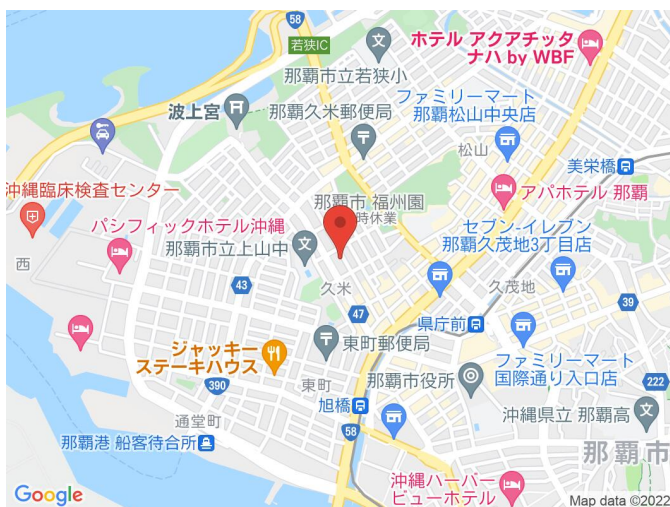 58
若狭IC
那覇市立若狭小
ホテル アクアチッタ
ナハ by WBF
波上宮
那覇久米郵便局
ファミリーマート
那覇松山中央店
松山
美栄橋
沖縄臨床検査センター
那覇市 福州園
時休業
アパホテル 那覇
パシフィックホテル沖縄
那覇市立上山中
セブン-イレブン
那覇久茂地3丁目店
西
久米
43
47
久茂地
39
県庁前
ジャッキー
ステーキハウス
東町郵便局
ファミリーマート
国際通り入口店
390
東町
那覇市役所
222
通堂町
旭橋
沖縄県立 那覇高
那覇港 船客待合所
58
那覇市
沖縄ハーバー
ビューホテル
Google
Map data ©2022